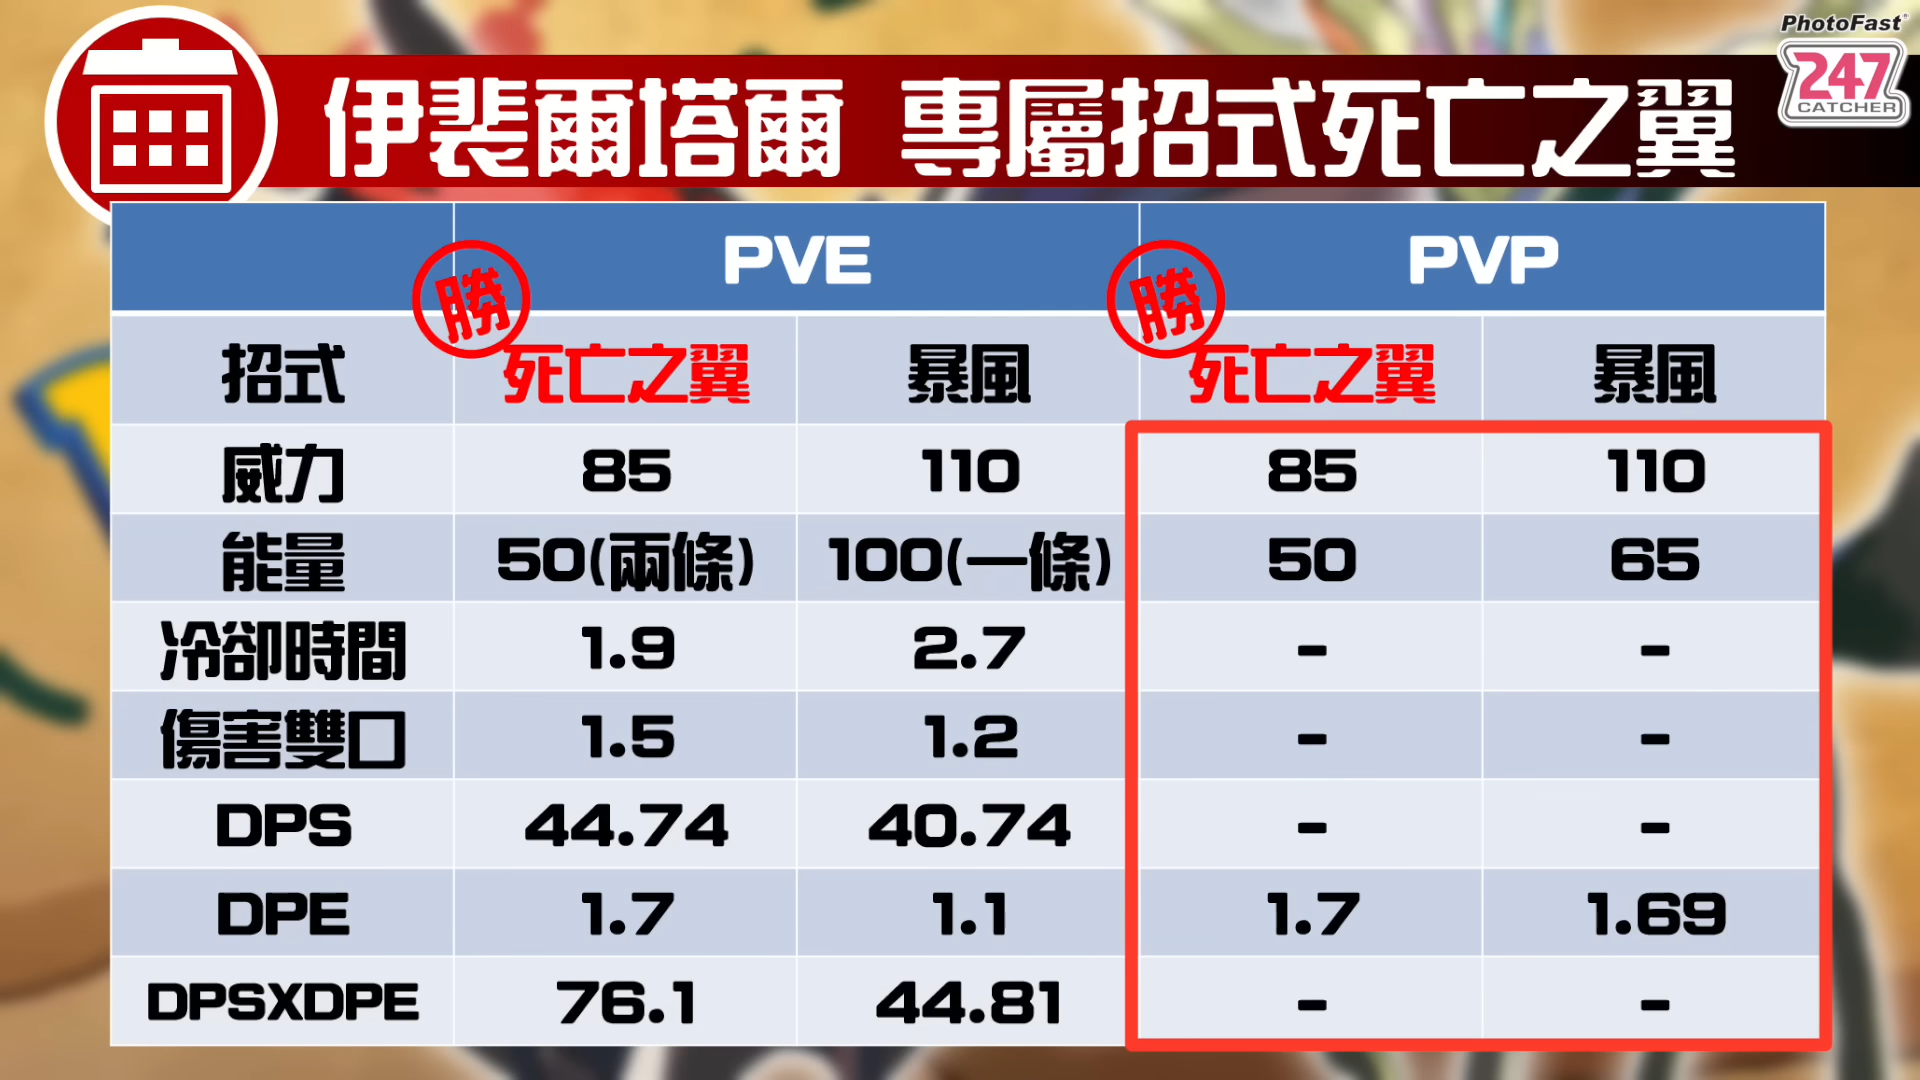 PhotoFast
247
CATCHER
伊裴爾塔爾 專屬招式死亡之翼
PVE PVP
勝 勝
招式 死亡之翼 暴風 死亡之翼 暴風
威力 85 110 85 110
能量 50(兩條) 100(一條) 50 65
冷卻時間 1.9 2.7 - -
傷害雙口 1.5 1.2 - -
DPS 44.74 40.74 - -
DPE 1.7 1.1 1.7 1.69
DPSXDPE 76.1 44.81 - -